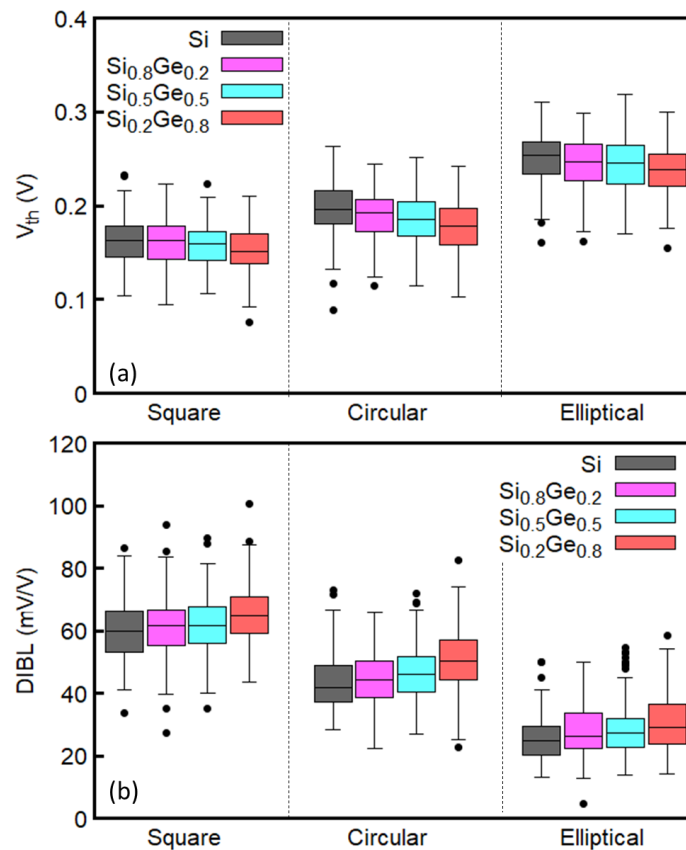 0.4
Si
Si0.8Ge0.2
0.3
Si0.5Ge0.5
Si0.2Ge0.8
Vth (V)
0.2
0.1
(a)
0
Square Circular Elliptical
120
Si
100
Si0.8Ge0.2
Si0.5Ge0.5
80
Si0.2Ge0.8
DIBL (mV/V)
60
40
20
(b)
0
Square Circular Elliptical